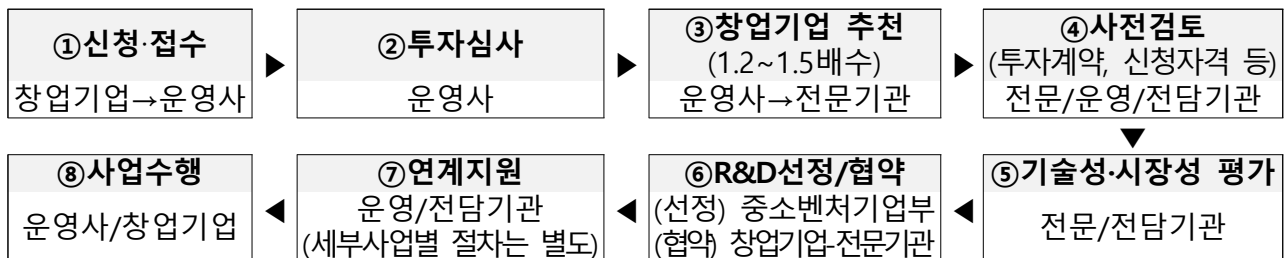 ①신청·접수
창업기업→운영사
▶
②투자심사
운영사
▶
③창업기업 추천
(1.2~1.5배수)
운영사→전문기관
▶
④사전검토
(투자계약, 신청자격 등)
전문/운영/전담기관
▼
⑤기술성·시장성 평가
전문/전담기관
◀
⑥R&D선정/협약
(선정) 중소벤처기업부
(협약) 창업기업-전문기관
◀
⑦연계지원
운영/전담기관
(세부사업별 절차는 별도)
◀
⑧사업수행
운영사/창업기업